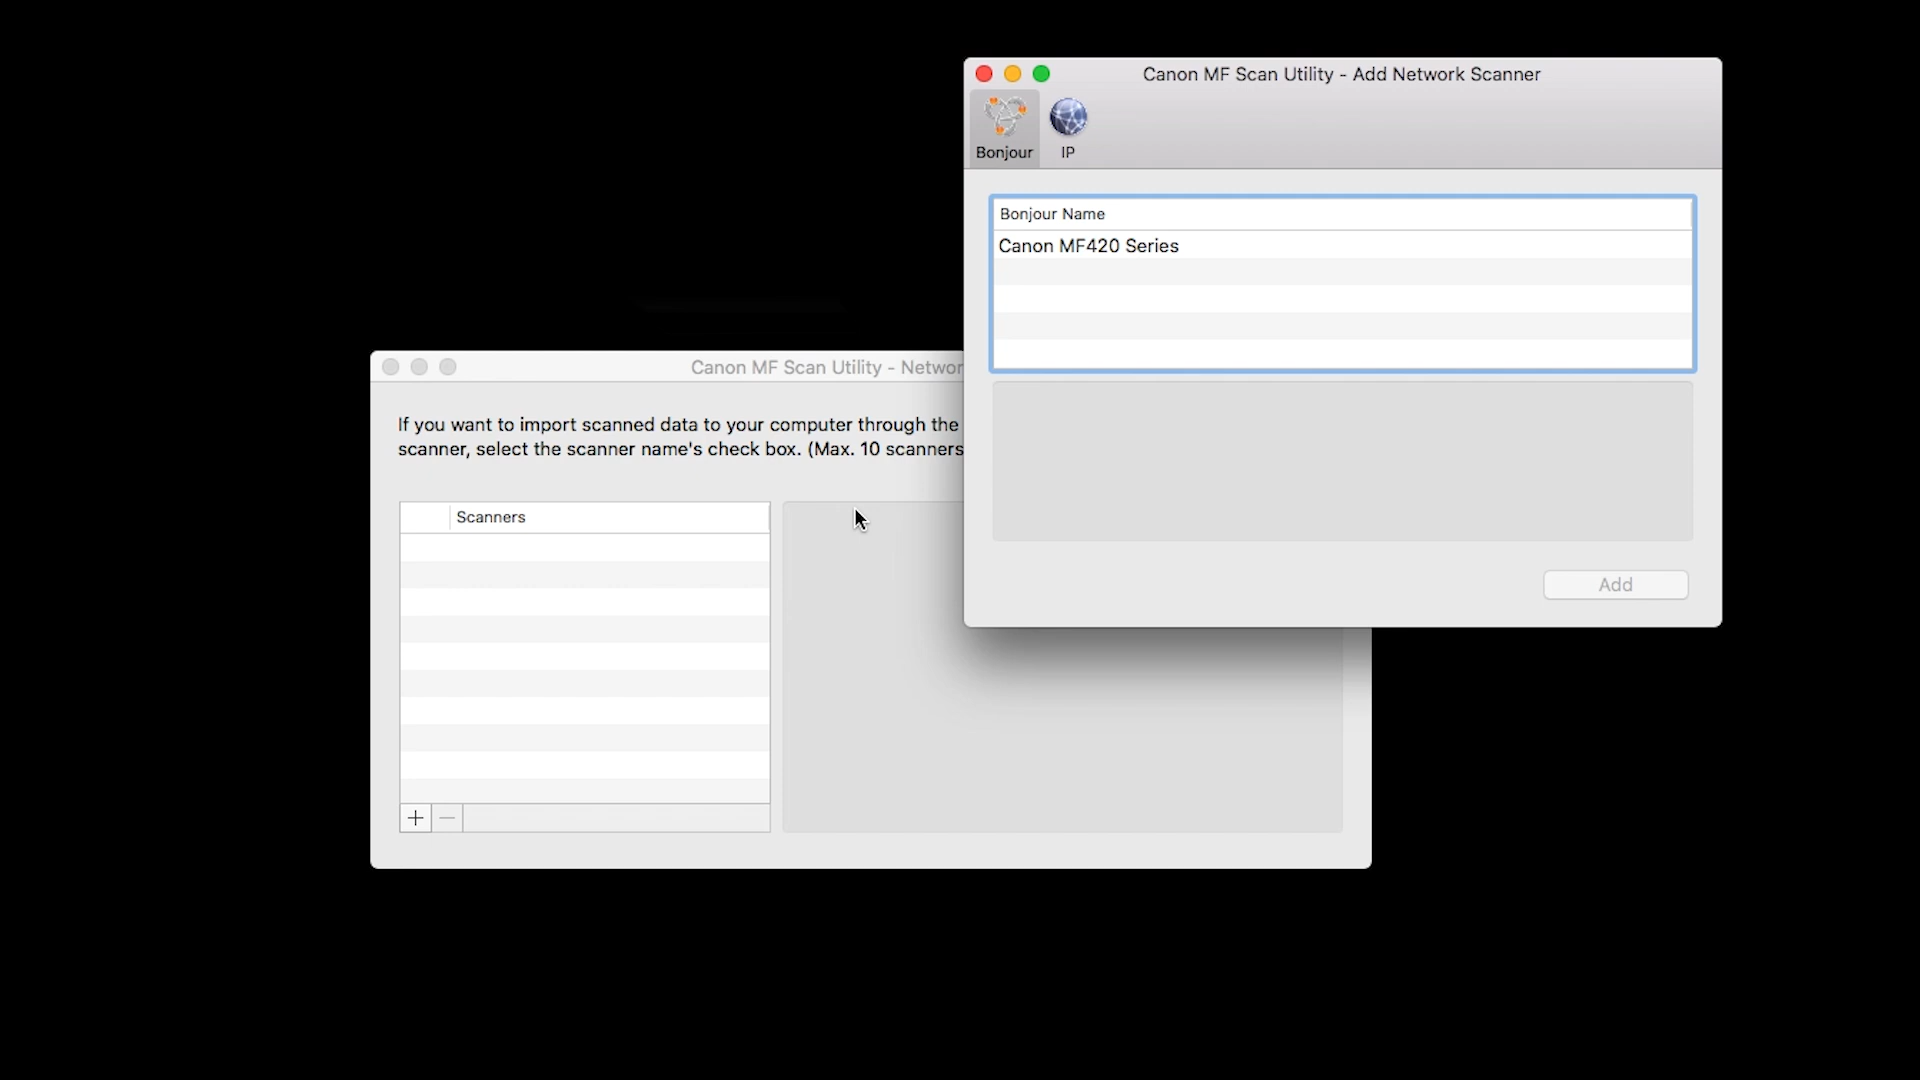 Canon MF Scan Utility - Add Network Scanner
Bonjour
IP
Bonjour Name
Canon MF420 Series
Add
Canon MF Scan Utility - Networ
If you want to import scanned data to your computer through the
scanner, select the scanner name's check box. (Max. 10 scanners
Scanners